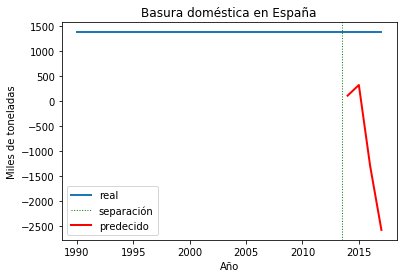 Basura doméstica en España
Miles de toneladas
1500
1000
500
0
−500
−1000
−1500
−2000
−2500
real
separación
predecido
1990 1995 2000 2005 2010 2015
Año